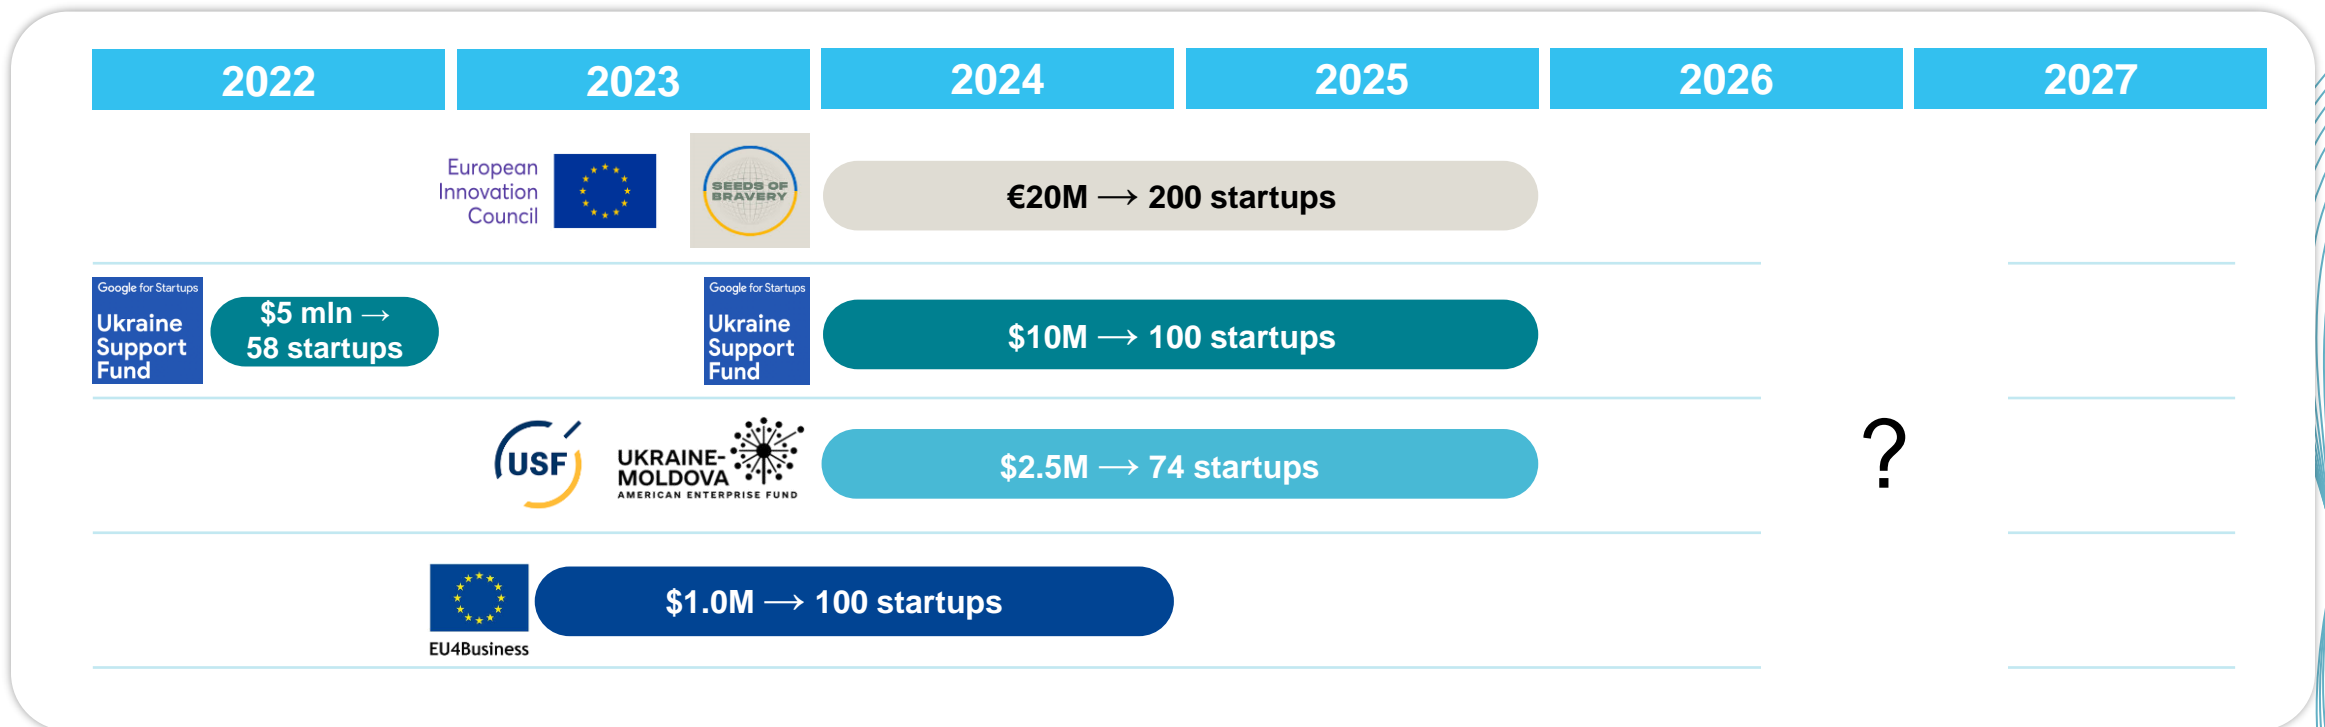 2022
2023
2024
2025
2026
2027
European
Innovation
Council
SEEDS OF
BRAVERY
€20M → 200 startups
Google for Startups
Ukraine
Support
Fund
$5 mln →
58 startups
Google for Startups
Ukraine
Support
Fund
$10M → 100 startups
USF
UKRAINE-
MOLDOVA
AMERICAN ENTERPRISE FUND
$2.5M → 74 startups
?
EU4Business
$1.0M → 100 startups